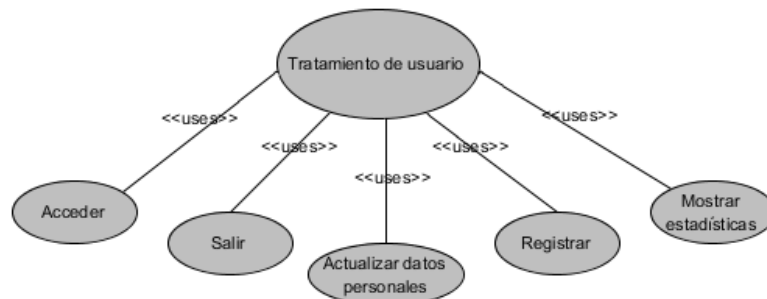 Tratamiento de usuario
<<uses>>
<<uses>>
<<uses>>
<<uses>>
<<uses>>
Acceder
Salir
Actualizar datos
personales
Registrar
Mostrar
estadísticas